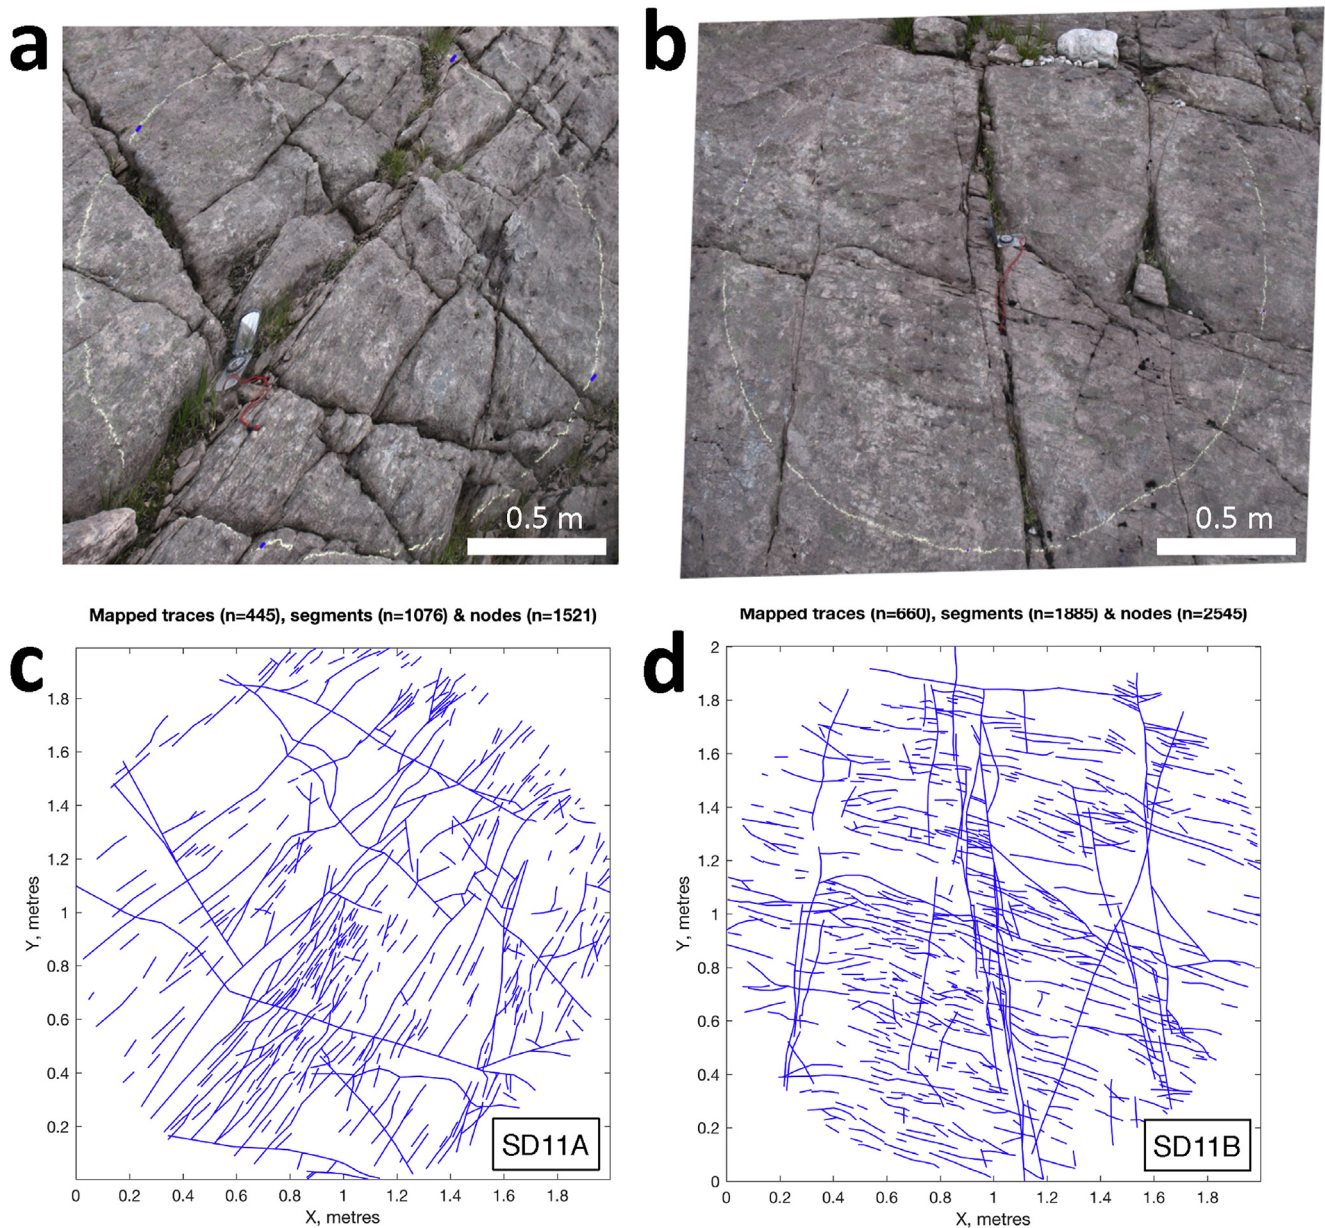 a
b
0.5 m
0.5 m
Mapped traces (n=445), segments (n=1076) & nodes (n=1521)
Mapped traces (n=660), segments (n=1885) & nodes (n=2545)
c
d
1.8
1.6
1.4
1.2
1
0.8
0.6
0.4
0.2
Y, metres
0 0.2 0.4 0.6 0.8 1 1.2 1.4 1.6 1.8
X, metres
SD11A
2
1.8
1.6
1.4
1.2
1
0.8
0.6
0.4
0.2
0
Y, metres
0 0.2 0.4 0.6 0.8 1 1.2 1.4 1.6 1.8
X, metres
SD11B